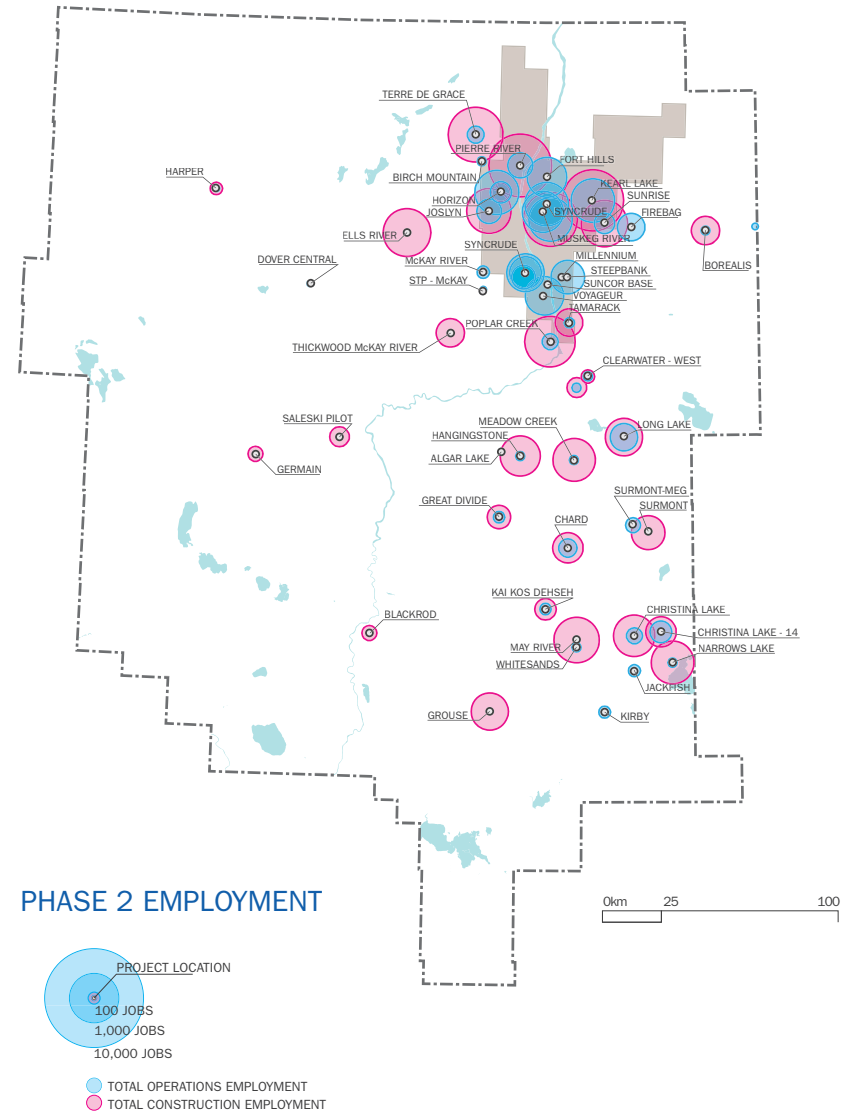 TERRE DE GRACE
PIERRE RIVER
FORT HILLS
HARPER
BIRCH MOUNTAIN
KEARL LAKE
SUNRISE
HORIZON
JOSLYN
SYNCRUDE
FIREBAG
ELLS RIVER
MUSKEG RIVER
SYNCRUDE
BOREALIS
DOVER CENTRAL
McKAY RIVER
MILLENNIUM
STEEPBANK
STP - McKAY
SUNCOR BASE
VOYAGEUR
TAMARACK
POPLAR CREEK
THICKWOOD McKAY RIVER
CLEARWATER - WEST
SALESKI PILOT
MEADOW CREEK
LONG LAKE
HANGINGSTONE
ALGAR LAKE
GERMAIN
SURMONT-MEG
GREAT DIVIDE
SURMONT
CHARD
KAI KOS DEHSEH
BLACKROD
CHRISTINA LAKE
CHRISTINA LAKE - 14
MAY RIVER
NARROWS LAKE
WHITESANDS
JACKFISH
GROUSE
KIRBY
PHASE 2 EMPLOYMENT
0km 25 100
PROJECT LOCATION
100 JOBS
1,000 JOBS
10,000 JOBS
TOTAL OPERATIONS EMPLOYMENT
TOTAL CONSTRUCTION EMPLOYMENT